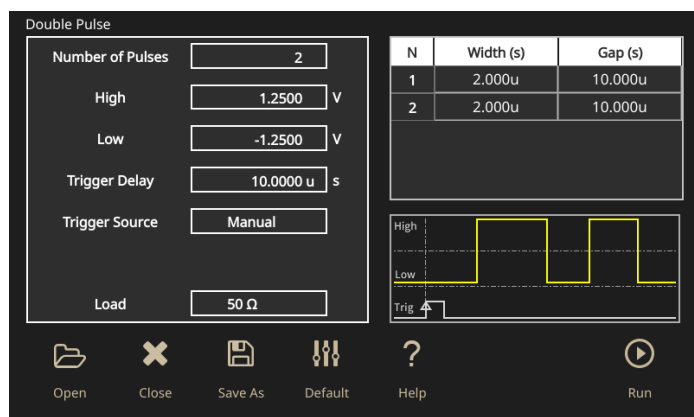 Double Pulse
Number of Pulses 2
High 1.2500 V
Low -1.2500 V
Trigger Delay 10.0000 u s
Trigger Source Manual
Load 50 Ω
N Width (s) Gap (s)
1 2.000u 10.000u
2 2.000u 10.000u
High
Low
Trig
Open Close Save As Default Help Run